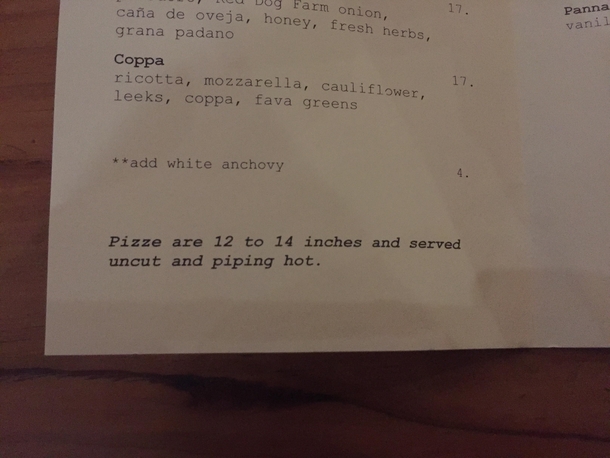 Red Dog Farm onion, 17.
caña de oveja, honey, fresh herbs,
grana padano
Coppa
ricotta, mozzarella, cauliflower, 17.
leeks, coppa, fava greens
**add white anchovy 4.
Pizze are 12 to 14 inches and served
uncut and piping hot.
Panna
vanil